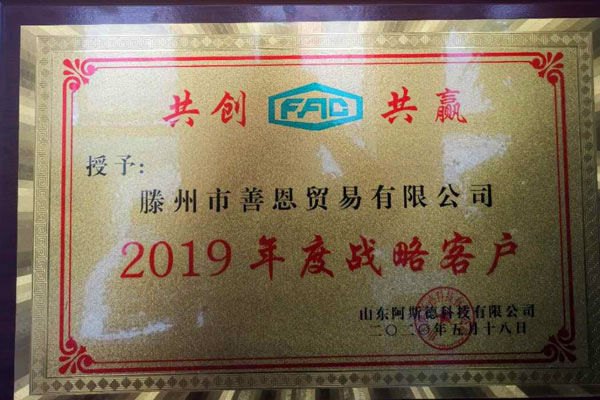 共创 FAC 共赢
授予:
滕州市善恩贸易有限公司
2019年度战略客户
山东阿斯德科技有限公司
二〇二〇年五月十八日